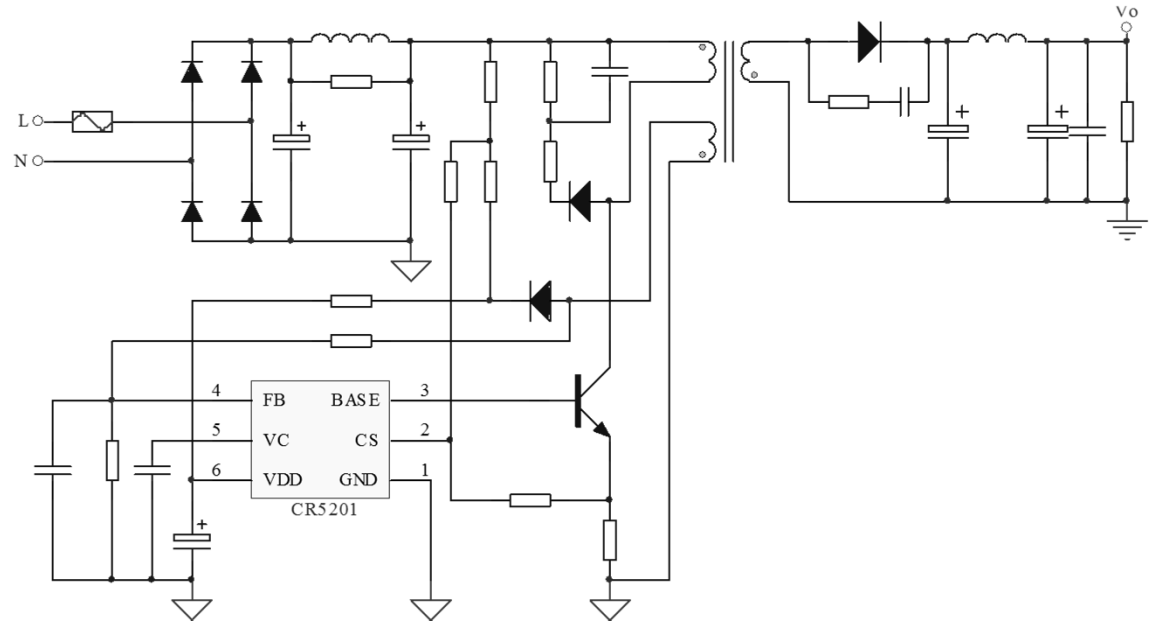 Vo
+
+
+
+
L
N
4 FB BASE 3
5 VC CS 2
6 VDD GND 1
CR5201
+